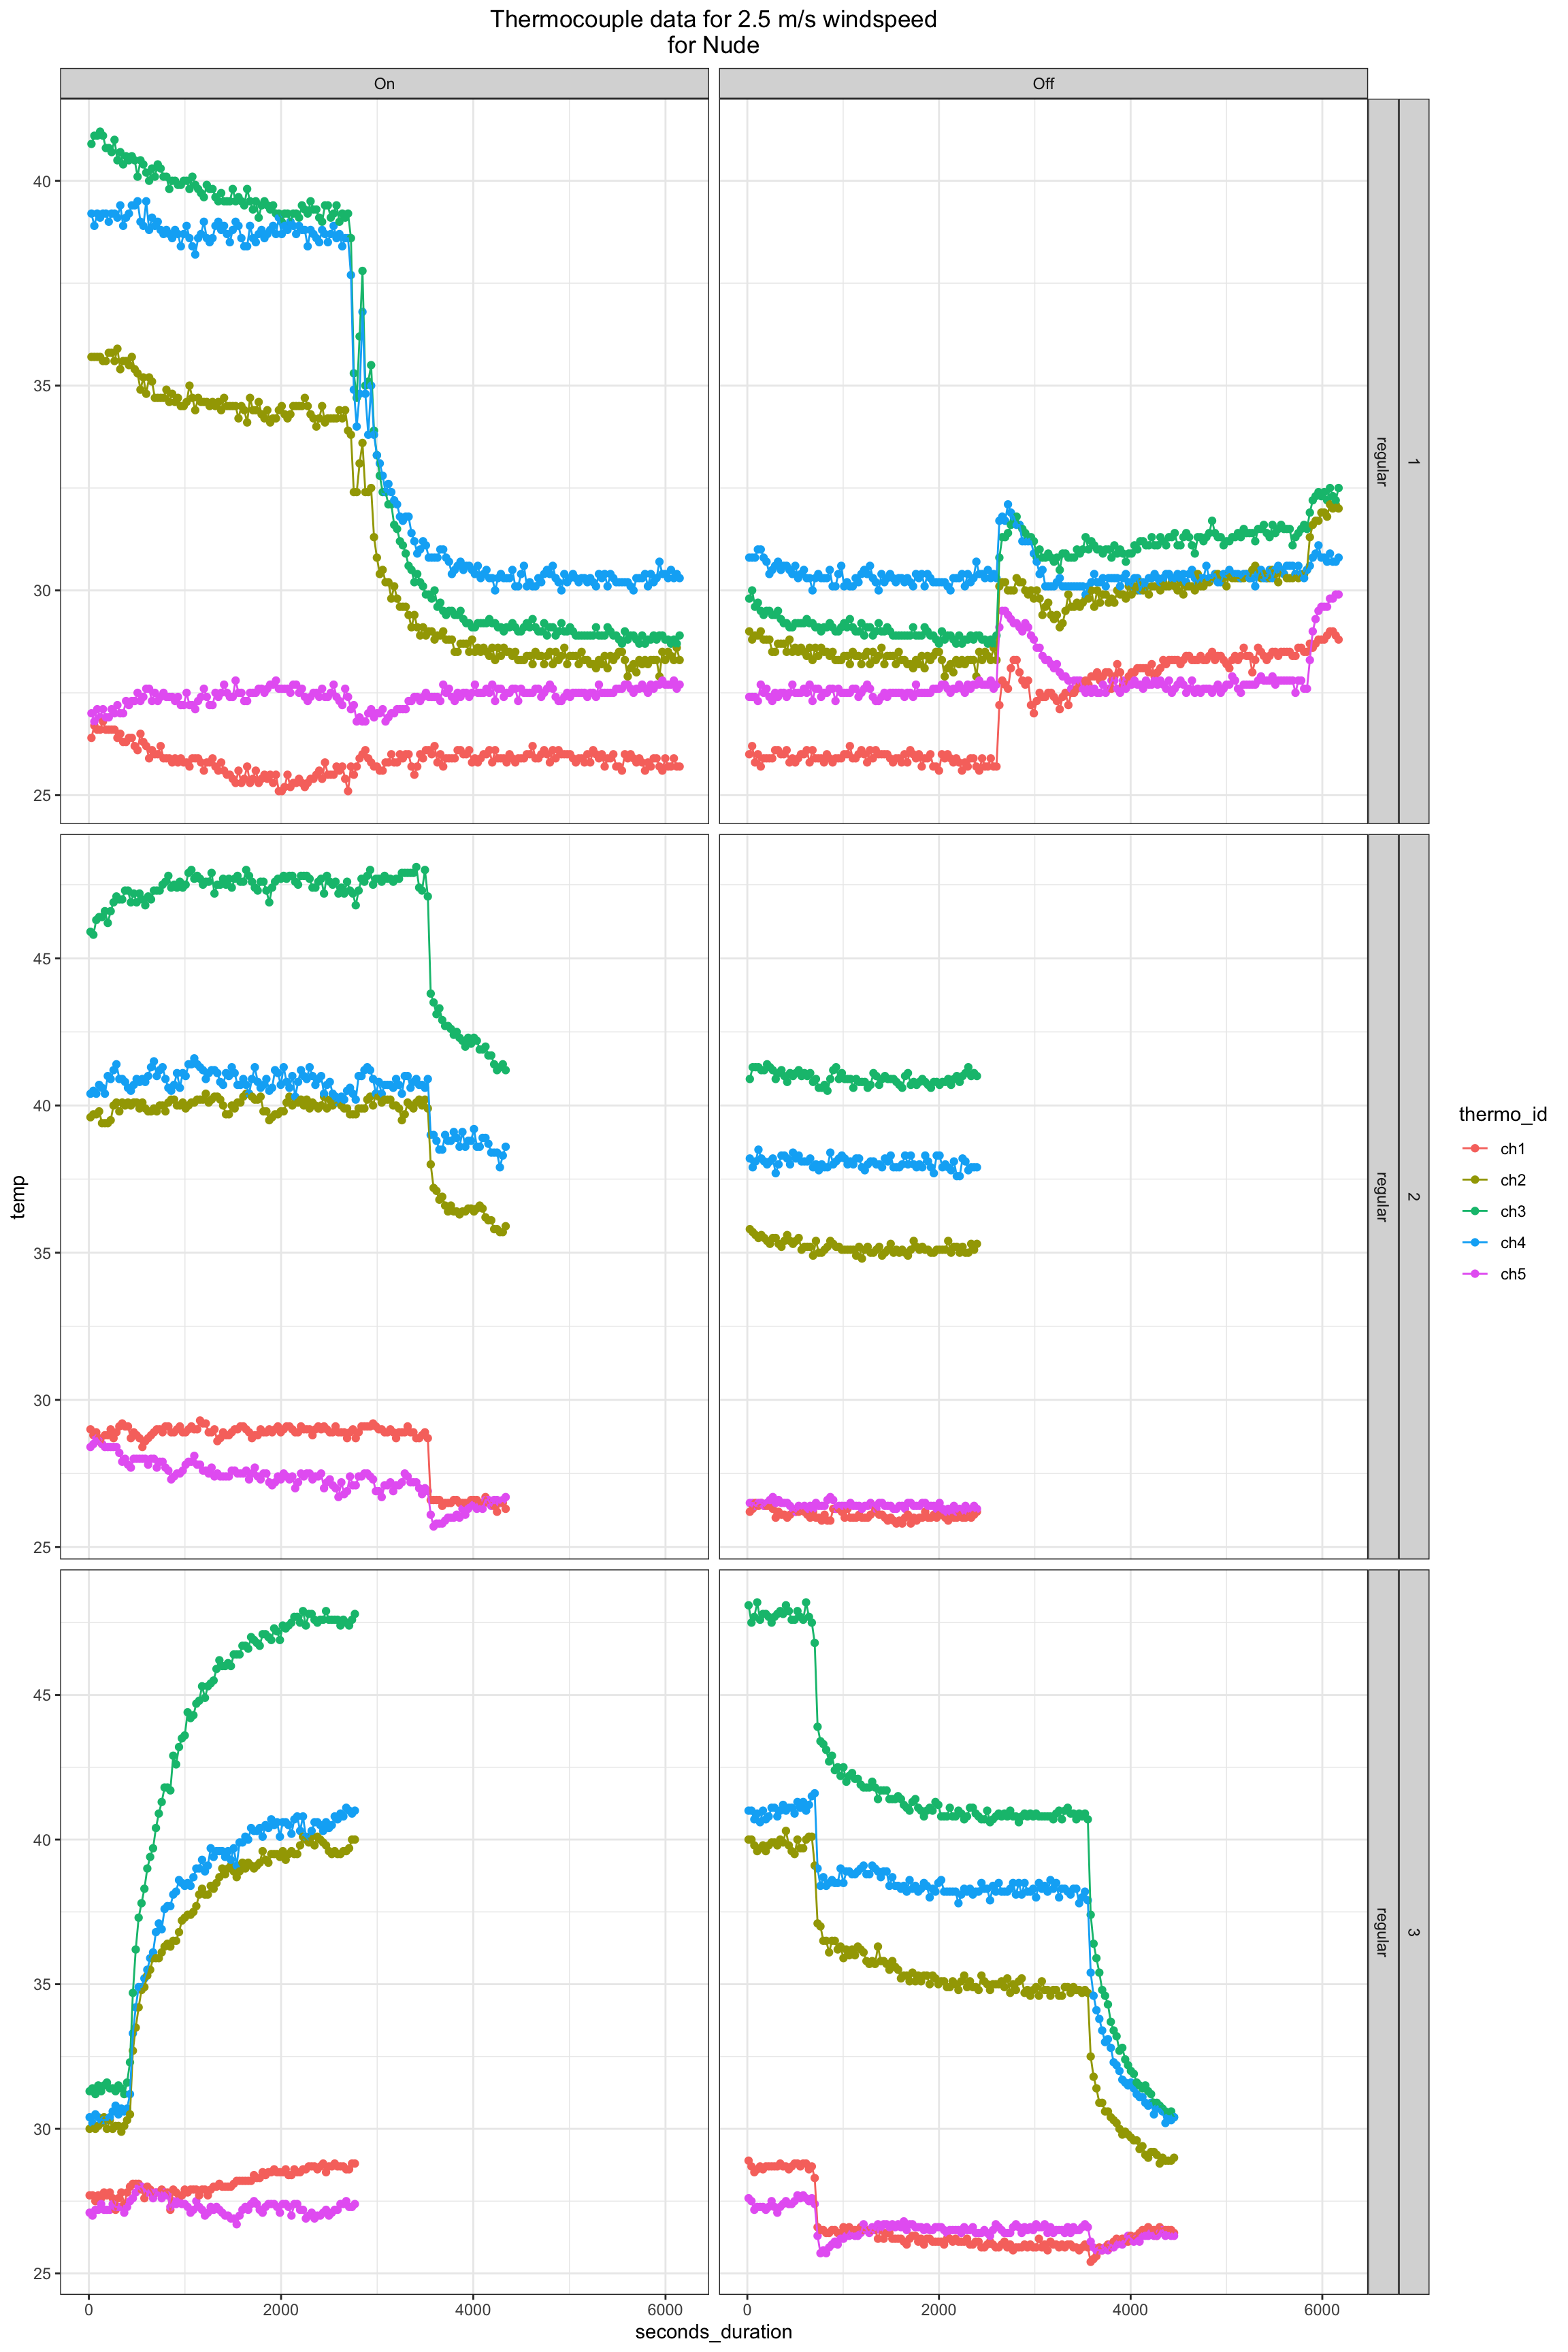 Thermocouple data for 2.5 m/s windspeed
for Nude
On
Off
40
35
30
25
regular
1
45
40
35
30
25
regular
2
45
40
35
30
25
regular
3
temp
0
2000
4000
6000
0
2000
4000
6000
seconds_duration
thermo_id
ch1
ch2
ch3
ch4
ch5